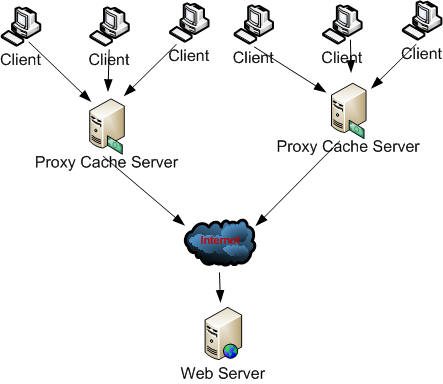 Client
Client
Client
Client
Client
Client
Proxy Cache Server
Proxy Cache Server
Internet
Web Server